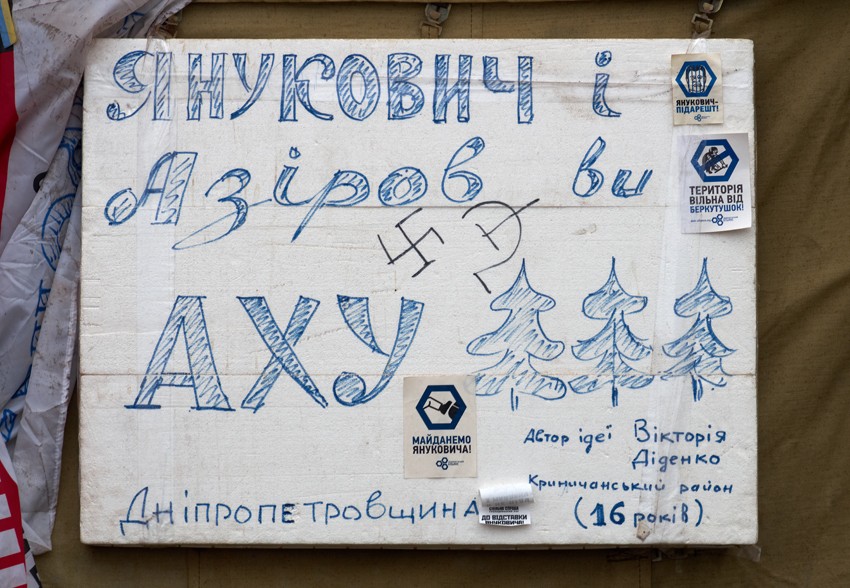 ЯНУКОВИЧ і
Азіров ви
АХУ
Автор ідеї Вікторія
Діденко
Криничанський район
(16 років)
Дніпропетровщина
ЯНУКОВИЧ-
ПІДАРЕШТ!
ТЕРИТОРІЯ
ВІЛЬНА ВІД
БЕРКУТУШОК!
МАЙДАНЕМО
ЯНУКОВИЧА!
ДО ВІДСТАВКИ
ЯНУКОВИЧА!